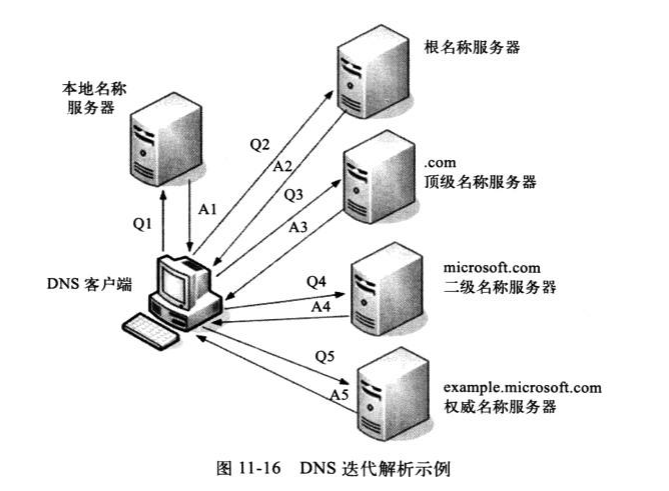 根名称服务器
本地名称
服务器
Q2
A2
.com
顶级名称服务器
Q3
A3
Q1
A1
DNS 客户端
microsoft.com
二级名称服务器
Q4
A4
Q5
A5
example.microsoft.com
权威名称服务器
图 11-16 DNS 迭代解析示例